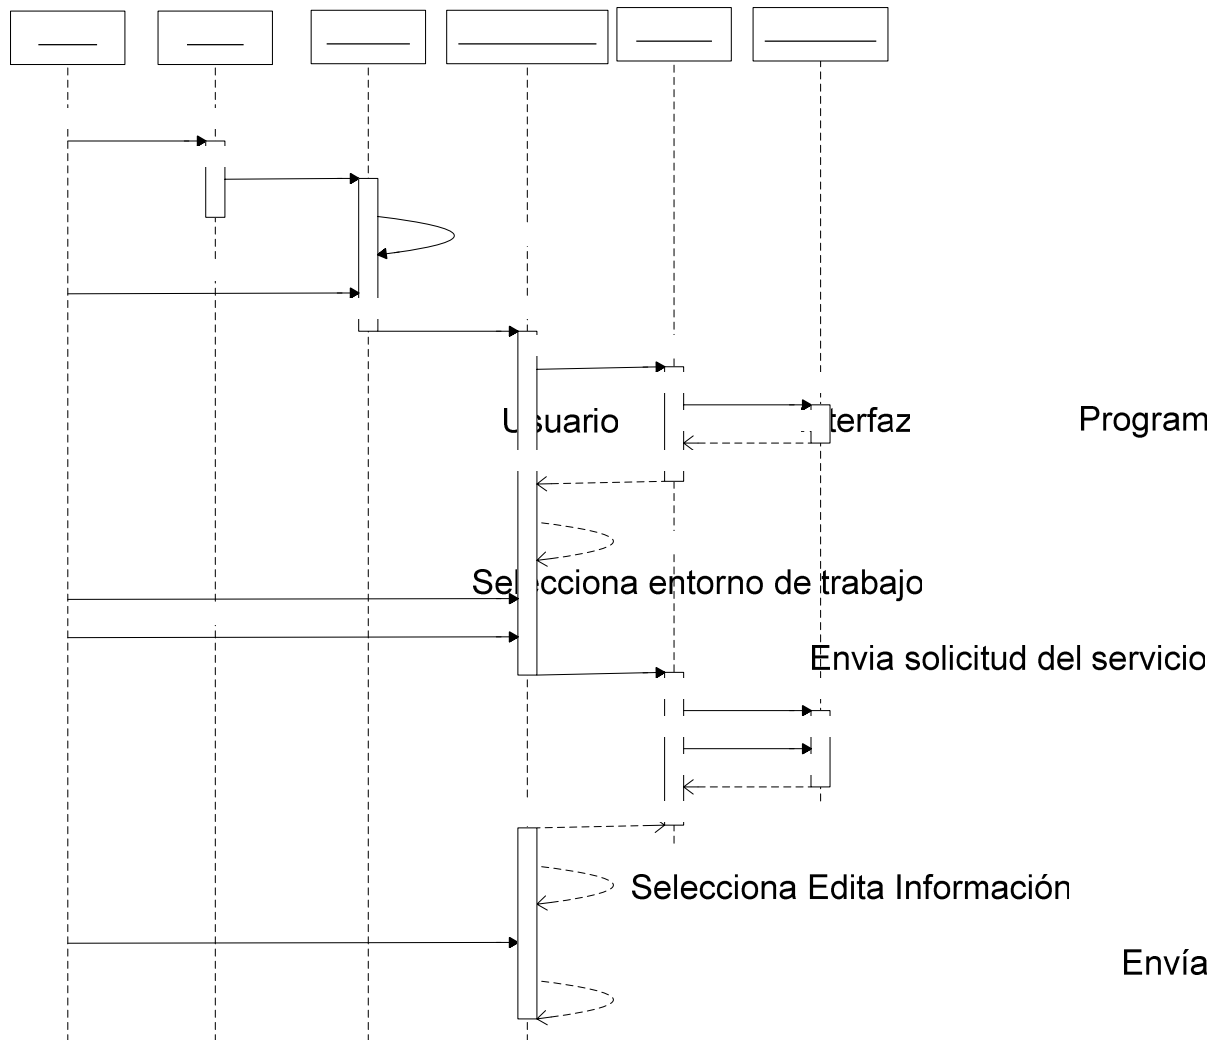 Usuario
terfaz
Program
Selecciona entorno de trabajo
Envia solicitud del servicio
Selecciona Edita Información
Envía